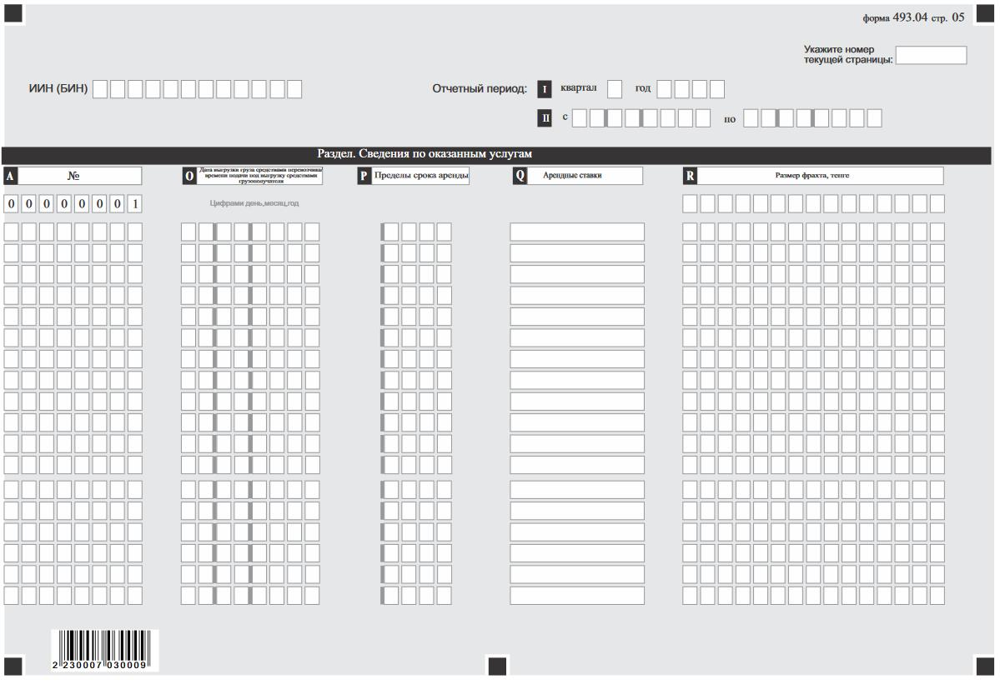 форма 493.04 стр. 05
Укажите номер
текущей страницы:
ИИН (БИН)
Отчетный период: I квартал год
II с по
Раздел. Сведения по оказанным услугам
A №
O Дата выгрузки груза средствами перевозчика/
времени подачи под выгрузку средствами
грузополучателя
P Пределы срока аренды
Q Арендные ставки
R Размер фрахта, тенге
0 0 0 0 0 0 0 1
Цифрами день,месяц,год
2 230007 030009